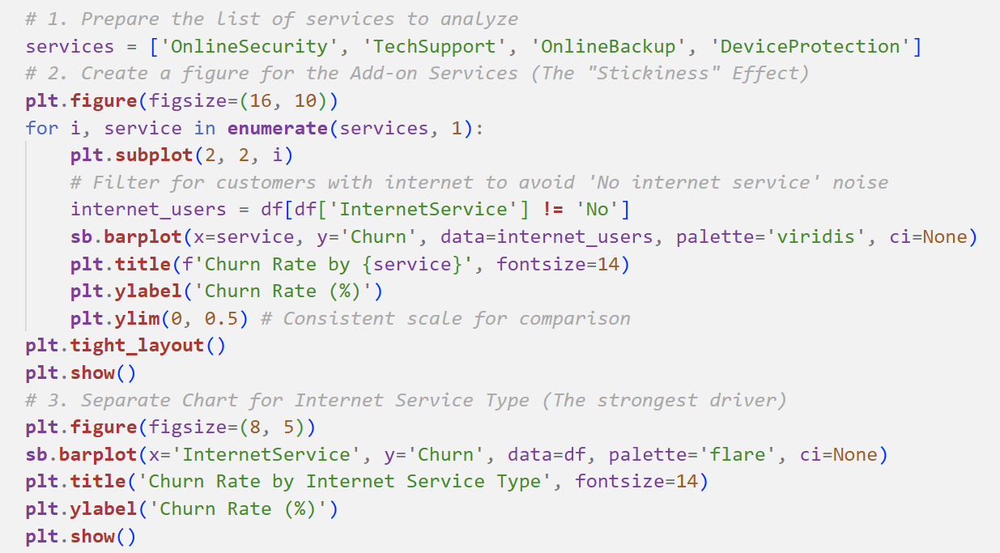 # 1. Prepare the list of services to analyze
services = ['OnlineSecurity', 'TechSupport', 'OnlineBackup', 'DeviceProtection']
# 2. Create a figure for the Add-on Services (The "Stickiness" Effect)
plt.figure(figsize=(16, 10))
for i, service in enumerate(services, 1):
    plt.subplot(2, 2, i)
    # Filter for customers with internet to avoid 'No internet service' noise
    internet_users = df[df['InternetService'] != 'No']
    sb.barplot(x=service, y='Churn', data=internet_users, palette='viridis', ci=None)
    plt.title(f'Churn Rate by {service}', fontsize=14)
    plt.ylabel('Churn Rate (%)')
    plt.ylim(0, 0.5) # Consistent scale for comparison
plt.tight_layout()
plt.show()
# 3. Separate Chart for Internet Service Type (The strongest driver)
plt.figure(figsize=(8, 5))
sb.barplot(x='InternetService', y='Churn', data=df, palette='flare', ci=None)
plt.title('Churn Rate by Internet Service Type', fontsize=14)
plt.ylabel('Churn Rate (%)')
plt.show()